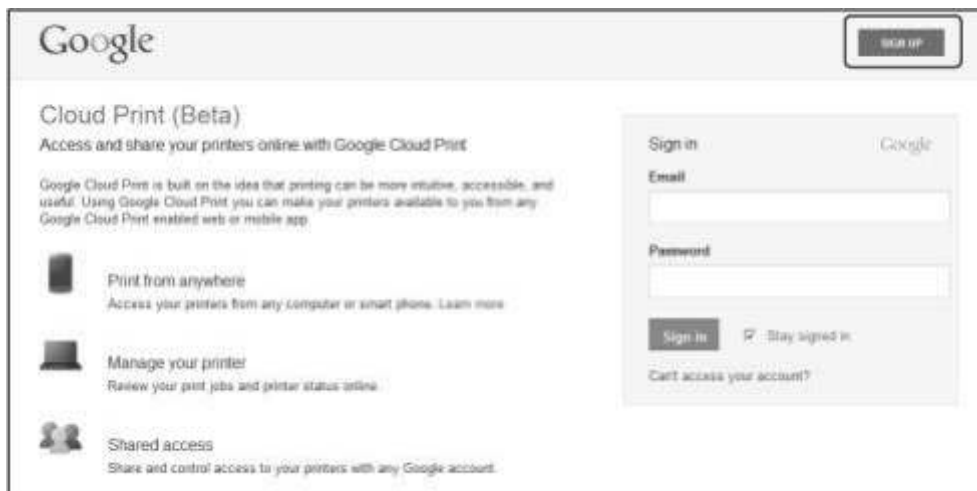 Google
SIGN UP
Cloud Print (Beta)
Access and share your printers online with Google Cloud Print
Google Cloud Print is built on the idea that printing can be more intuitive, accessible, and
useful. Using Google Cloud Print you can make your printers available to you from any
Google Cloud Print enabled web or mobile app.
Print from anywhere
Access your printers from any computer or smart phone. Learn more
Manage your printer
Review your print jobs and printer status online.
Shared access
Share and control access to your printers with any Google account.
Sign in
Google
Email
Password
Sign in
Stay signed in
Can't access your account?